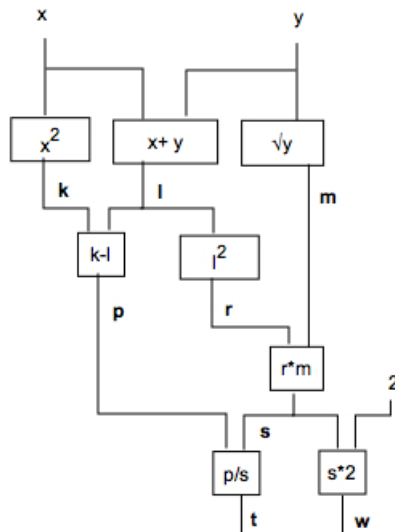 x y
x² x+ y √y
k l m
k-l l²
p r
r*m
2
s
p/s s*2
t w